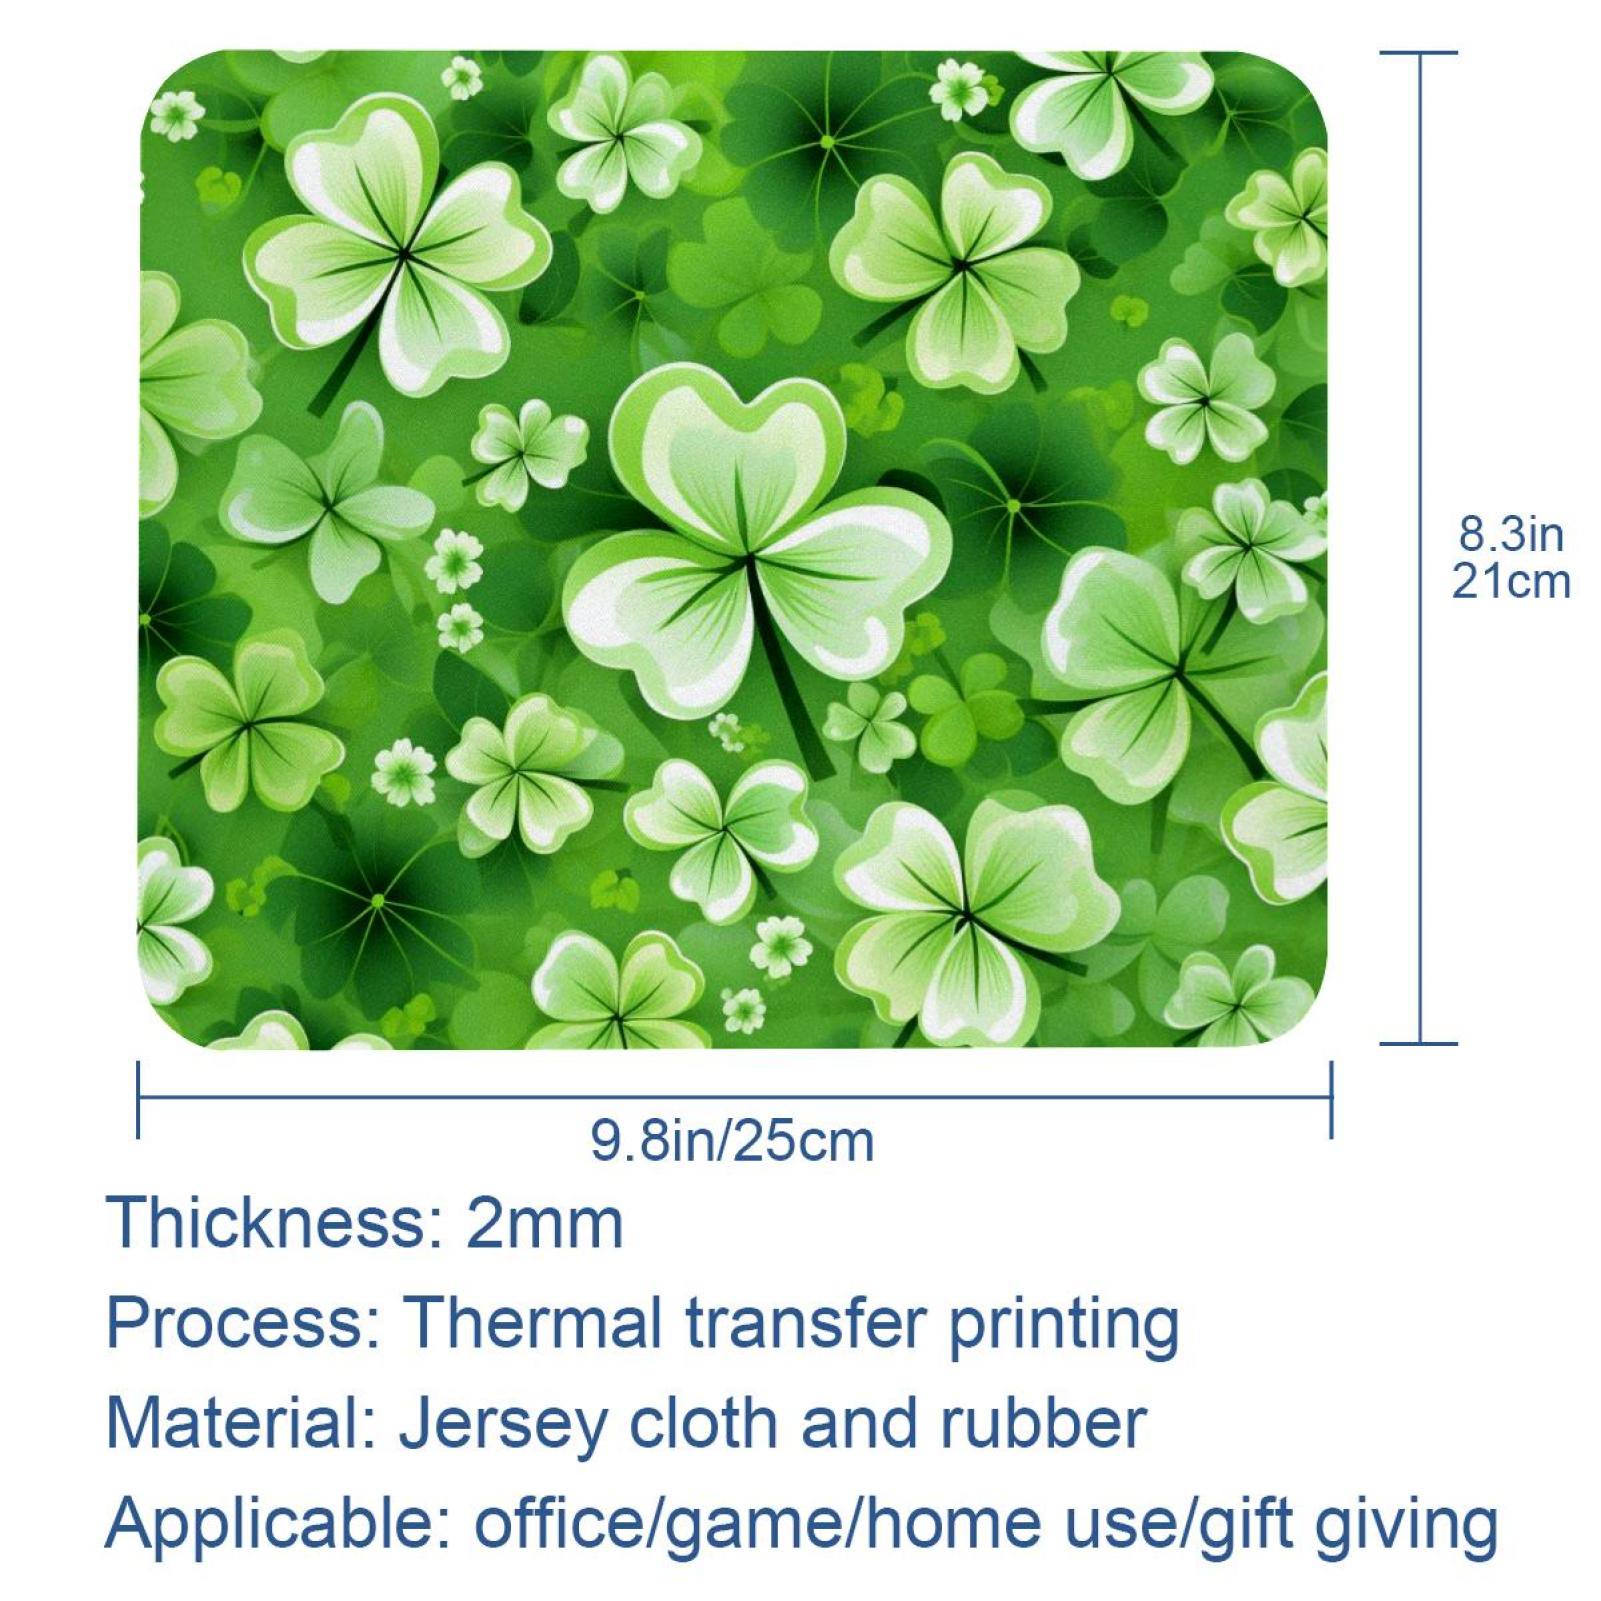 8.3in
21cm
9.8in/25cm
Thickness: 2mm
Process: Thermal transfer printing
Material: Jersey cloth and rubber
Applicable: office/game/home use/gift giving